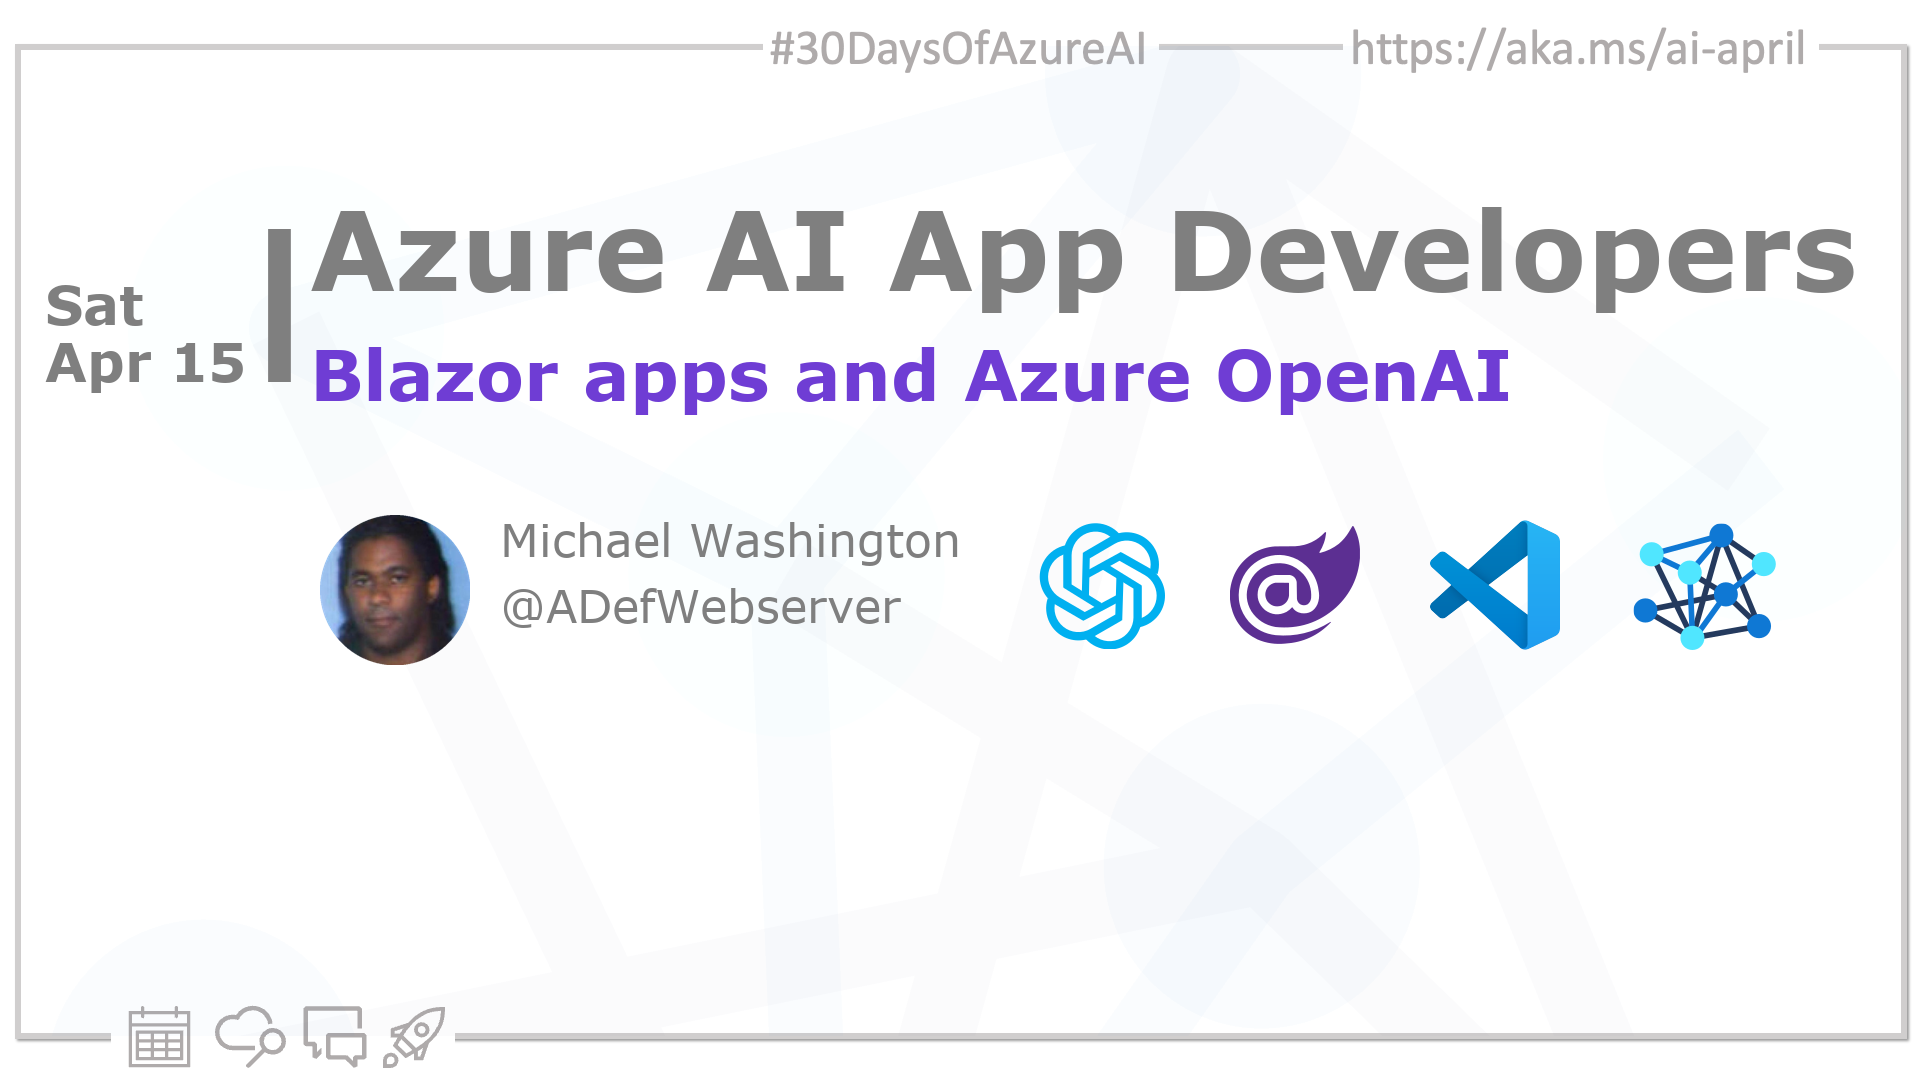 #30DaysOfAzureAI
https://aka.ms/ai-april
Sat
Apr 15
Azure AI App Developers
Blazor apps and Azure OpenAI
Michael Washington
@ADefWebserver